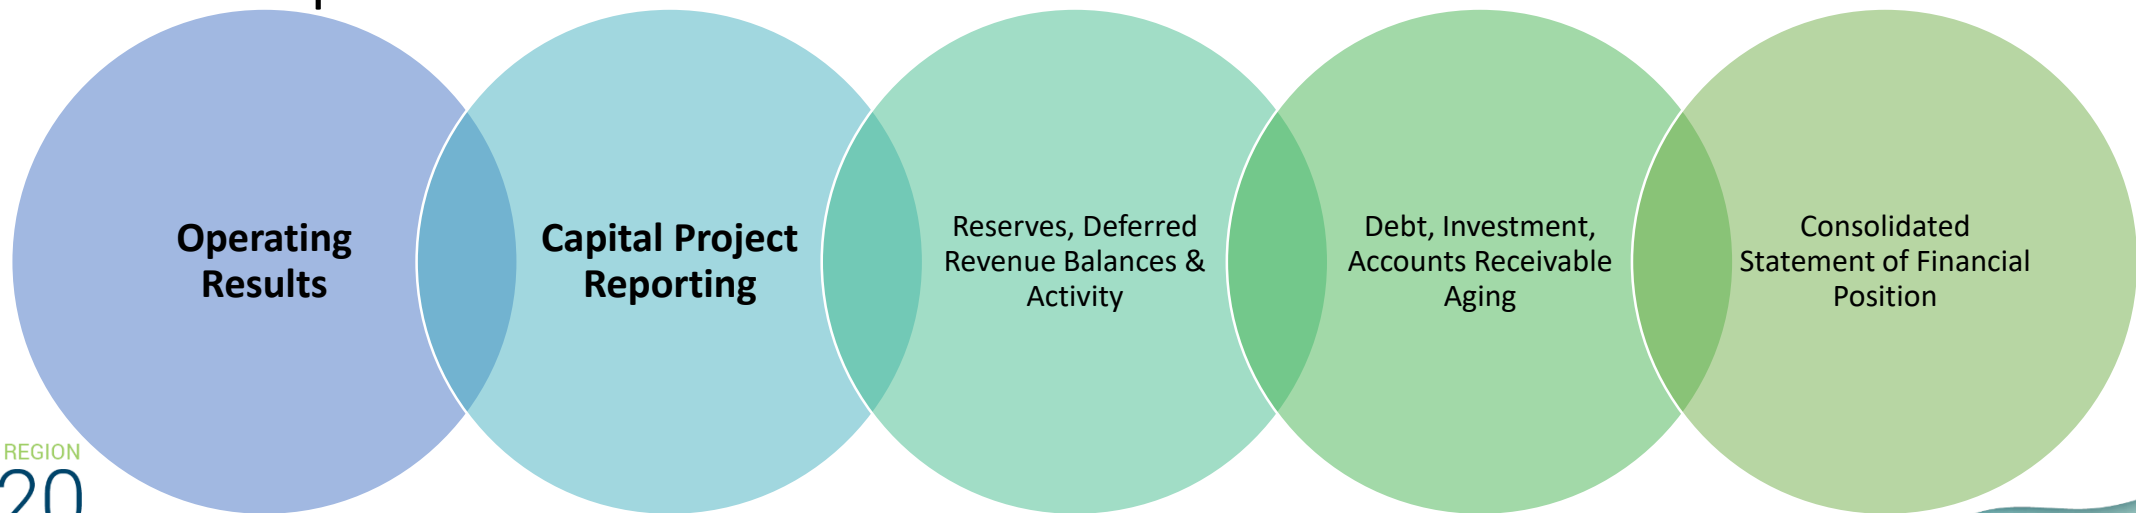 Operating
Results
Capital Project
Reporting
Reserves, Deferred
Revenue Balances &
Activity
Debt, Investment,
Accounts Receivable
Aging
Consolidated
Statement of Financial
Position
REGION
20